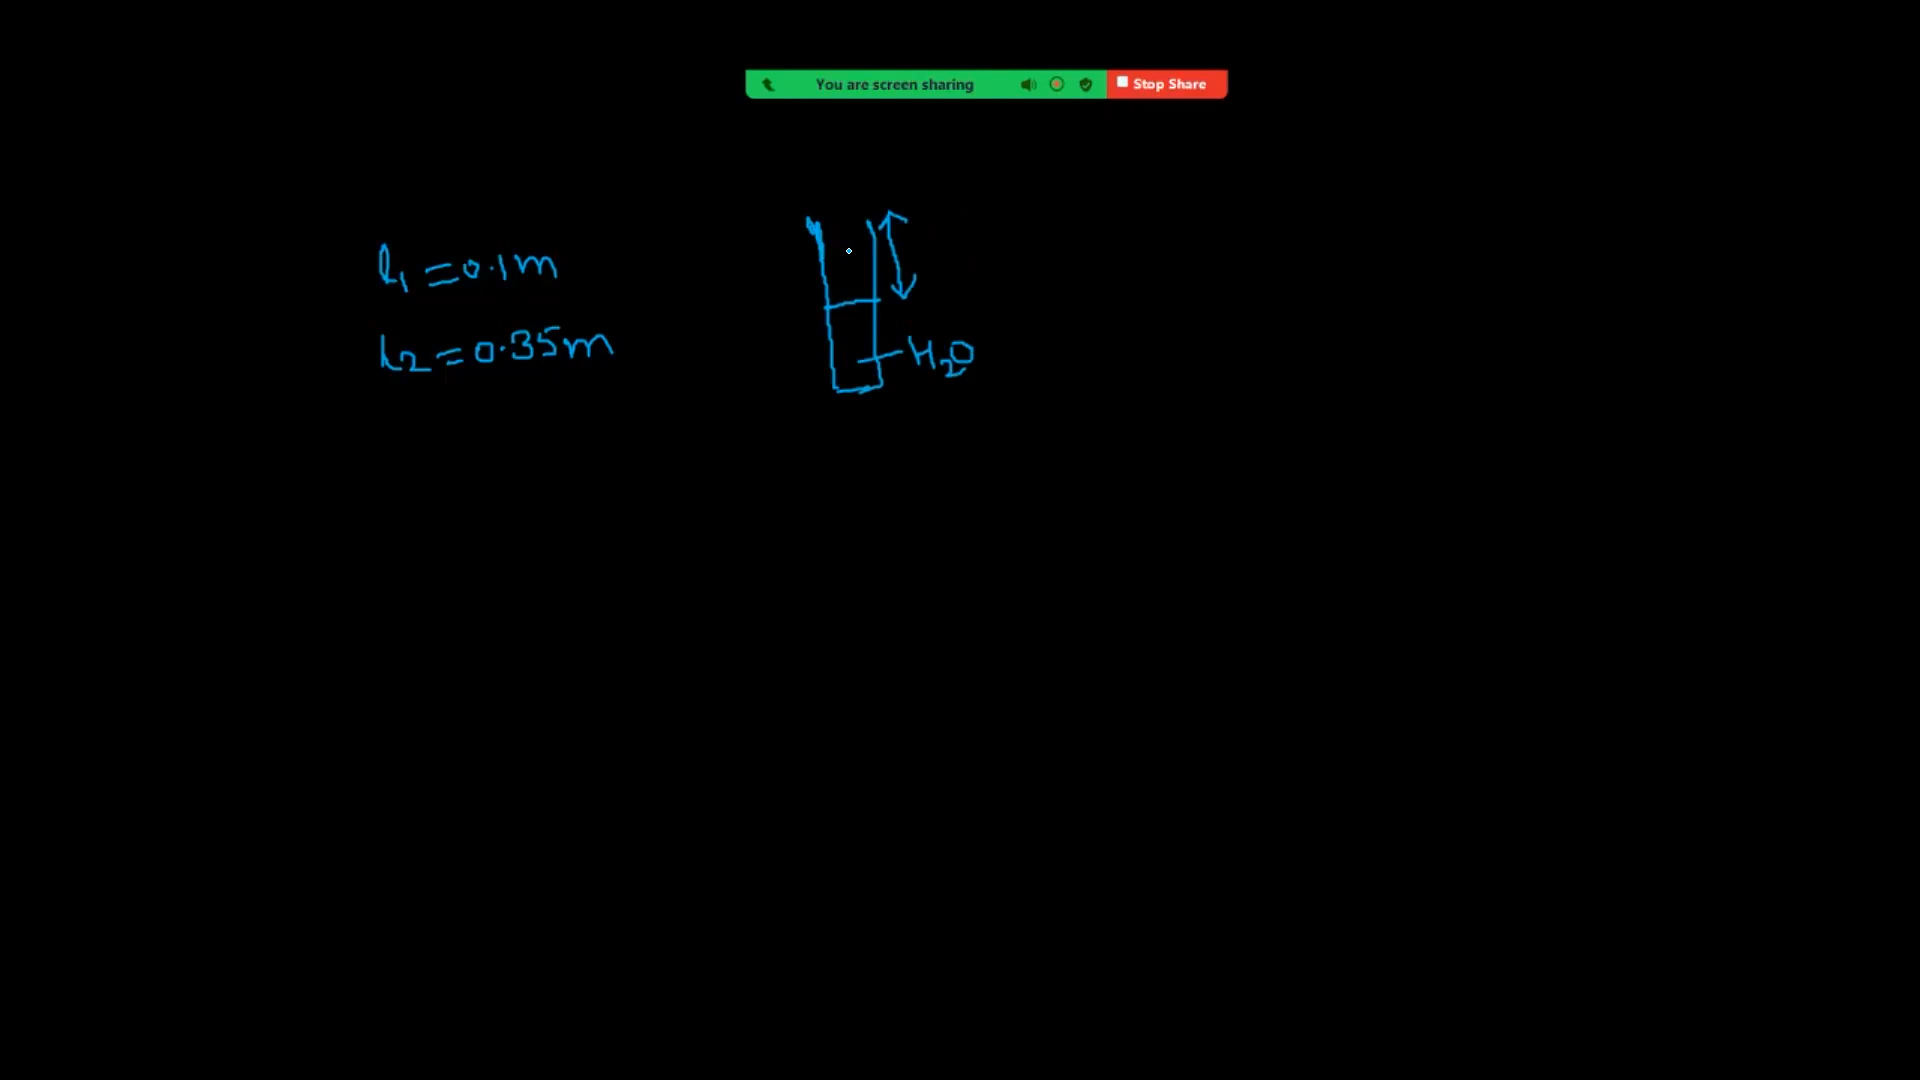 You are screen sharing
Stop Share
l₁ = 0.1m
l₂ = 0.35m
H₂O